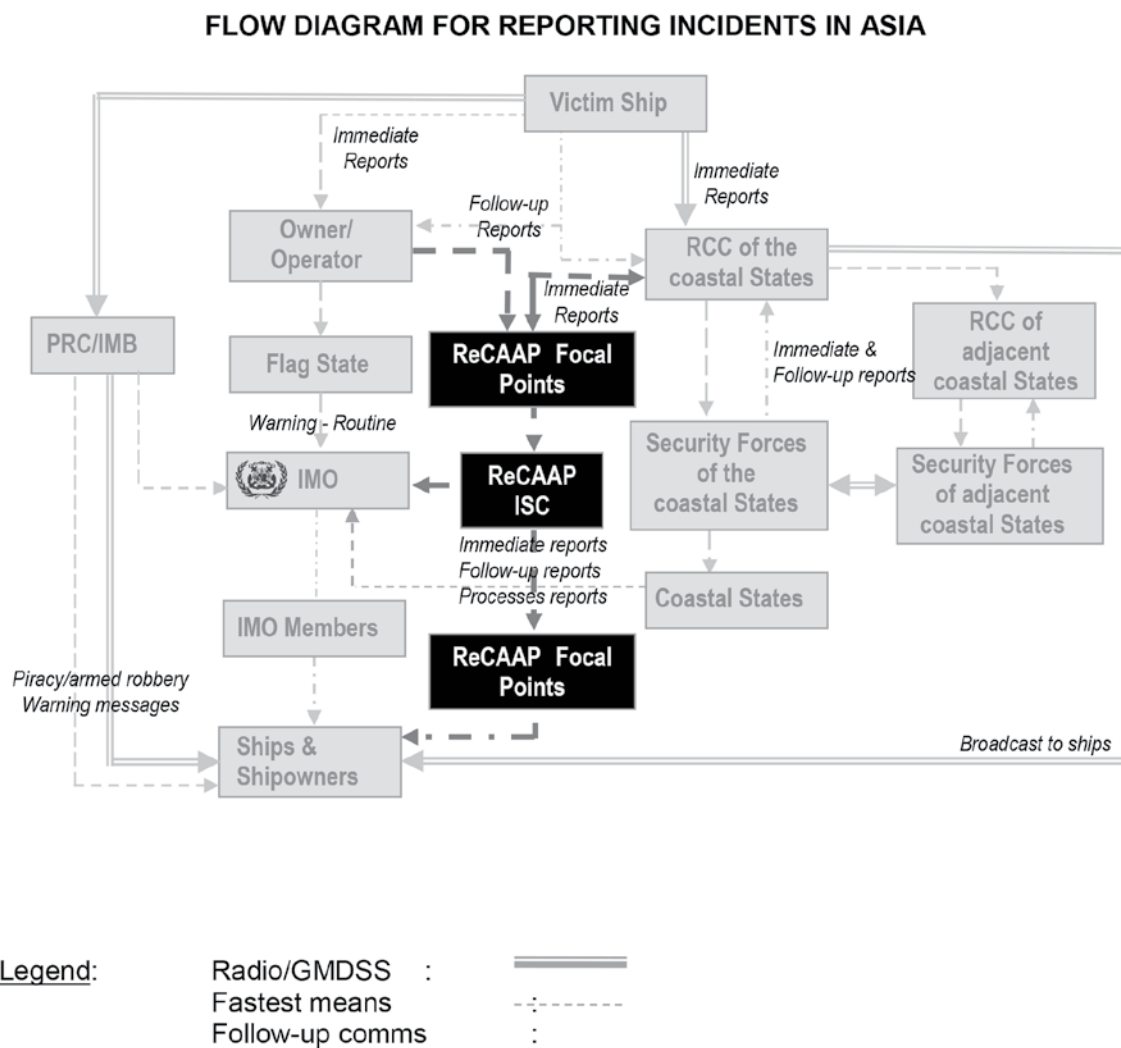 FLOW DIAGRAM FOR REPORTING INCIDENTS IN ASIA
Victim Ship
Immediate
Reports
Immediate
Reports
Follow-up
Reports
Owner/
Operator
RCC of the
coastal States
Immediate
Reports
PRC/IMB
Flag State
ReCAAP Focal
Points
RCC of
adjacent
coastal States
Immediate &
Follow-up reports
Warning - Routine
IMO
ReCAAP
ISC
Security Forces
of the
coastal States
Security Forces
of adjacent
coastal States
Immediate reports
Follow-up reports
Processes reports
Coastal States
IMO Members
ReCAAP Focal
Points
Piracy/armed robbery
Warning messages
Ships &
Shipowners
Broadcast to ships
Legend:
Radio/GMDSS :
Fastest means :
Follow-up comms :